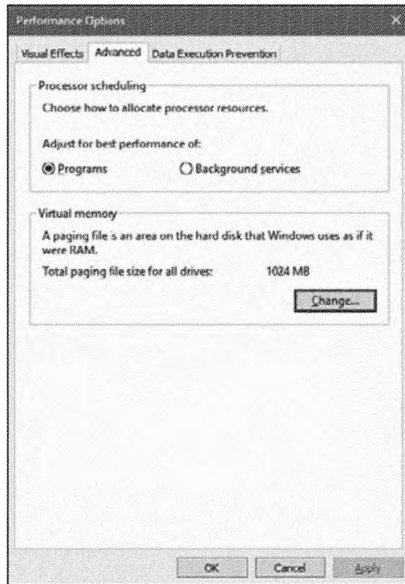 Performance Options
Visual Effects Advanced Data Execution Prevention
Processor scheduling
Choose how to allocate processor resources.
Adjust for best performance of:
Programs Background services
Virtual memory
A paging file is an area on the hard disk that Windows uses as if it
were RAM.
Total paging file size for all drives: 1024 MB
Change...
OK Cancel Apply